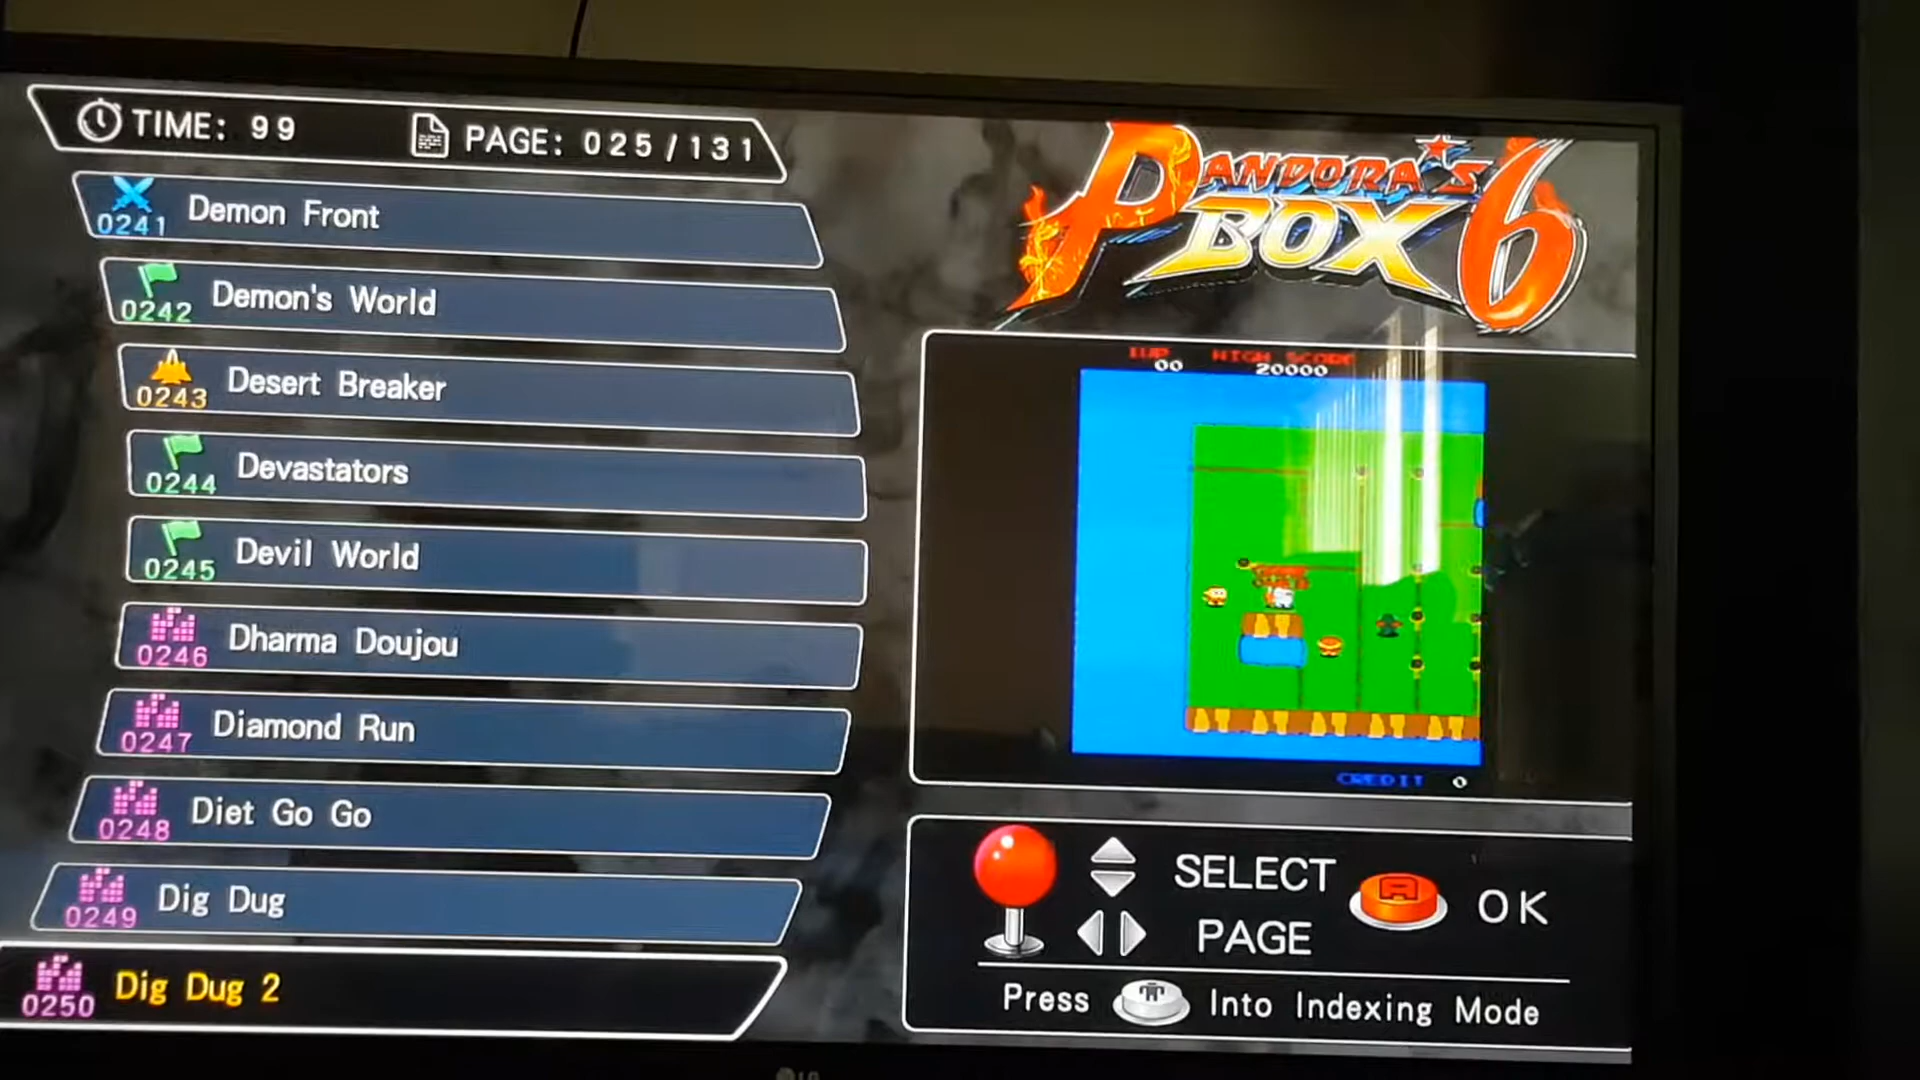 TIME: 99
PAGE: 025/131
0241 Demon Front
0242 Demon's World
0243 Desert Breaker
0244 Devastators
0245 Devil World
0246 Dharma Doujou
0247 Diamond Run
0248 Diet Go Go
0249 Dig Dug
0250 Dig Dug 2
PANDORA'S
BOX 6
1UP HIGH SCORE
00 20000
CREDIT 0
SELECT
A OK
PAGE
Press Into Indexing Mode
LG